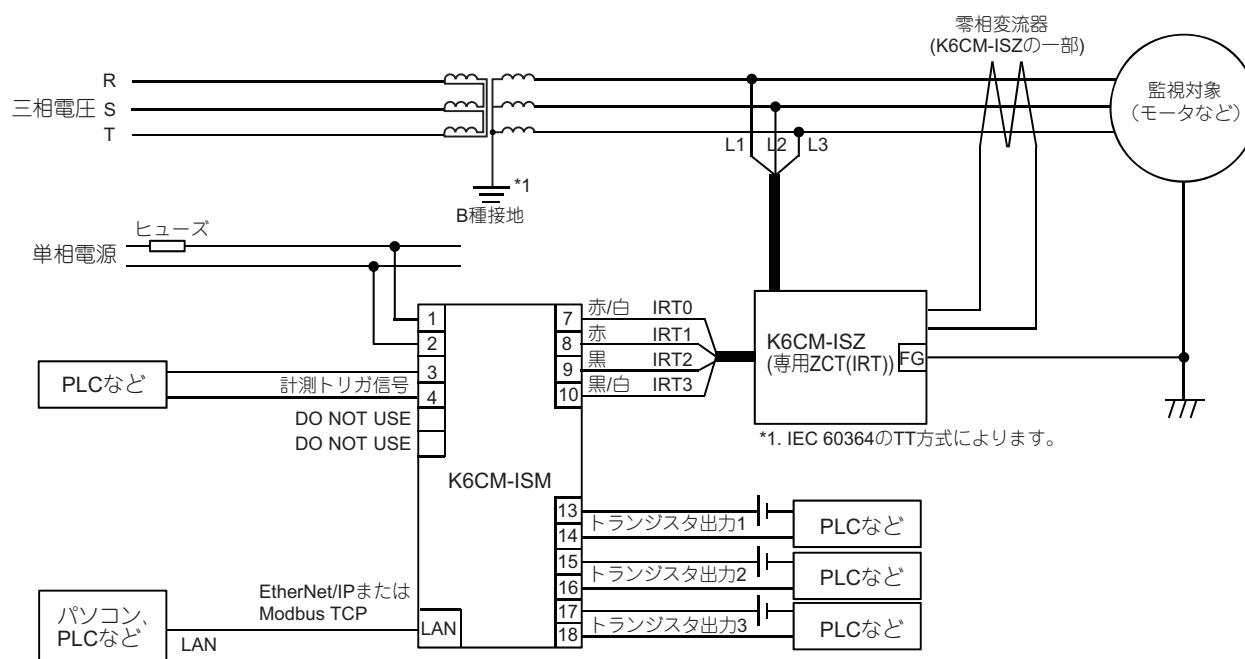 零相変流器
(K6CM-ISZの一部)
R
三相電圧 S
T
監視対象
(モータなど)
L1 L2 L3
*1
B種接地
ヒューズ
単相電源
1
2
3
4
7
8
9
10
赤/白 IRT0
赤 IRT1
黒 IRT2
黒/白 IRT3
K6CM-ISZ
(専用ZCT(IRT))
FG
*1. IEC 60364のTT方式によります。
PLCなど
計測トリガ信号
DO NOT USE
DO NOT USE
K6CM-ISM
13
14
15
16
17
18
トランジスタ出力1
PLCなど
トランジスタ出力2
PLCなど
トランジスタ出力3
PLCなど
EtherNet/IPまたは
Modbus TCP
パソコン、
PLCなど
LAN
LAN